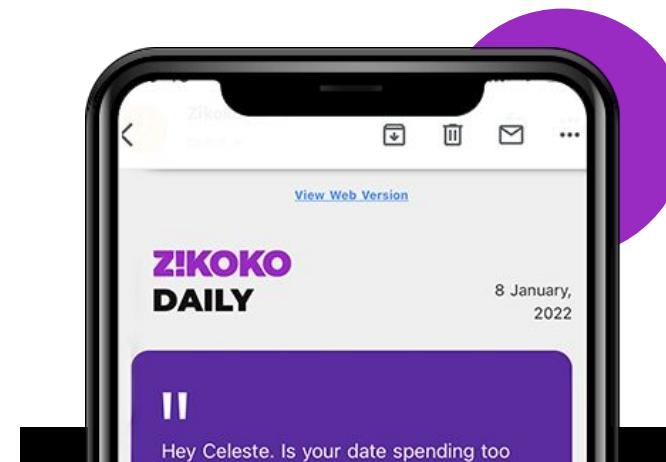 View Web Version
Z!KOKO
DAILY
8 January,
2022
"
Hey Celeste. Is your date spending too